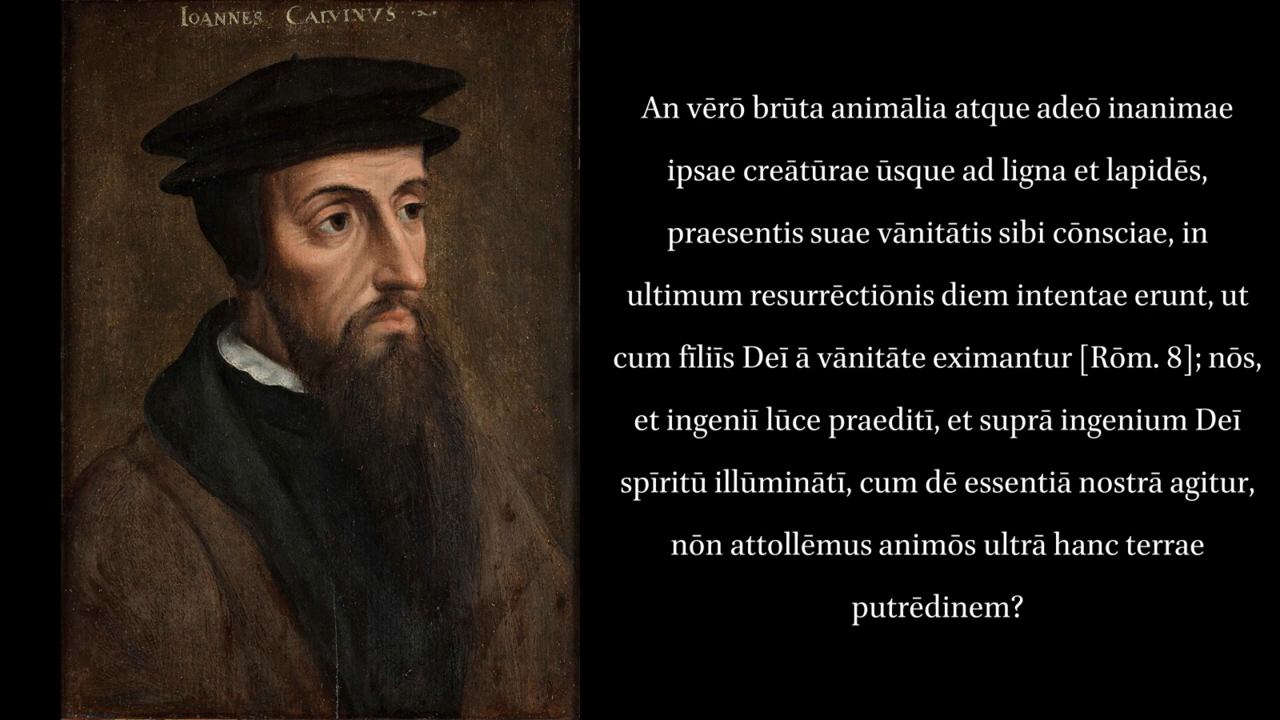 IOANNES CALVINVS
An vērō brūta animālia atque adeō inanimae
ipsae creātūrae ūsque ad ligna et lapidēs,
praesentis suae vānitātis sibi cōnsciae, in
ultimum resurrēctiōnis diem intentae erunt, ut
cum fīliīs Deī ā vānitāte eximantur [Rōm. 8]; nōs,
et ingeniī lūce praeditī, et suprā ingenium Deī
spīritū illūminātī, cum dē essentiā nostrā agitur,
nōn attollēmus animōs ultrā hanc terrae
putrēdinem?